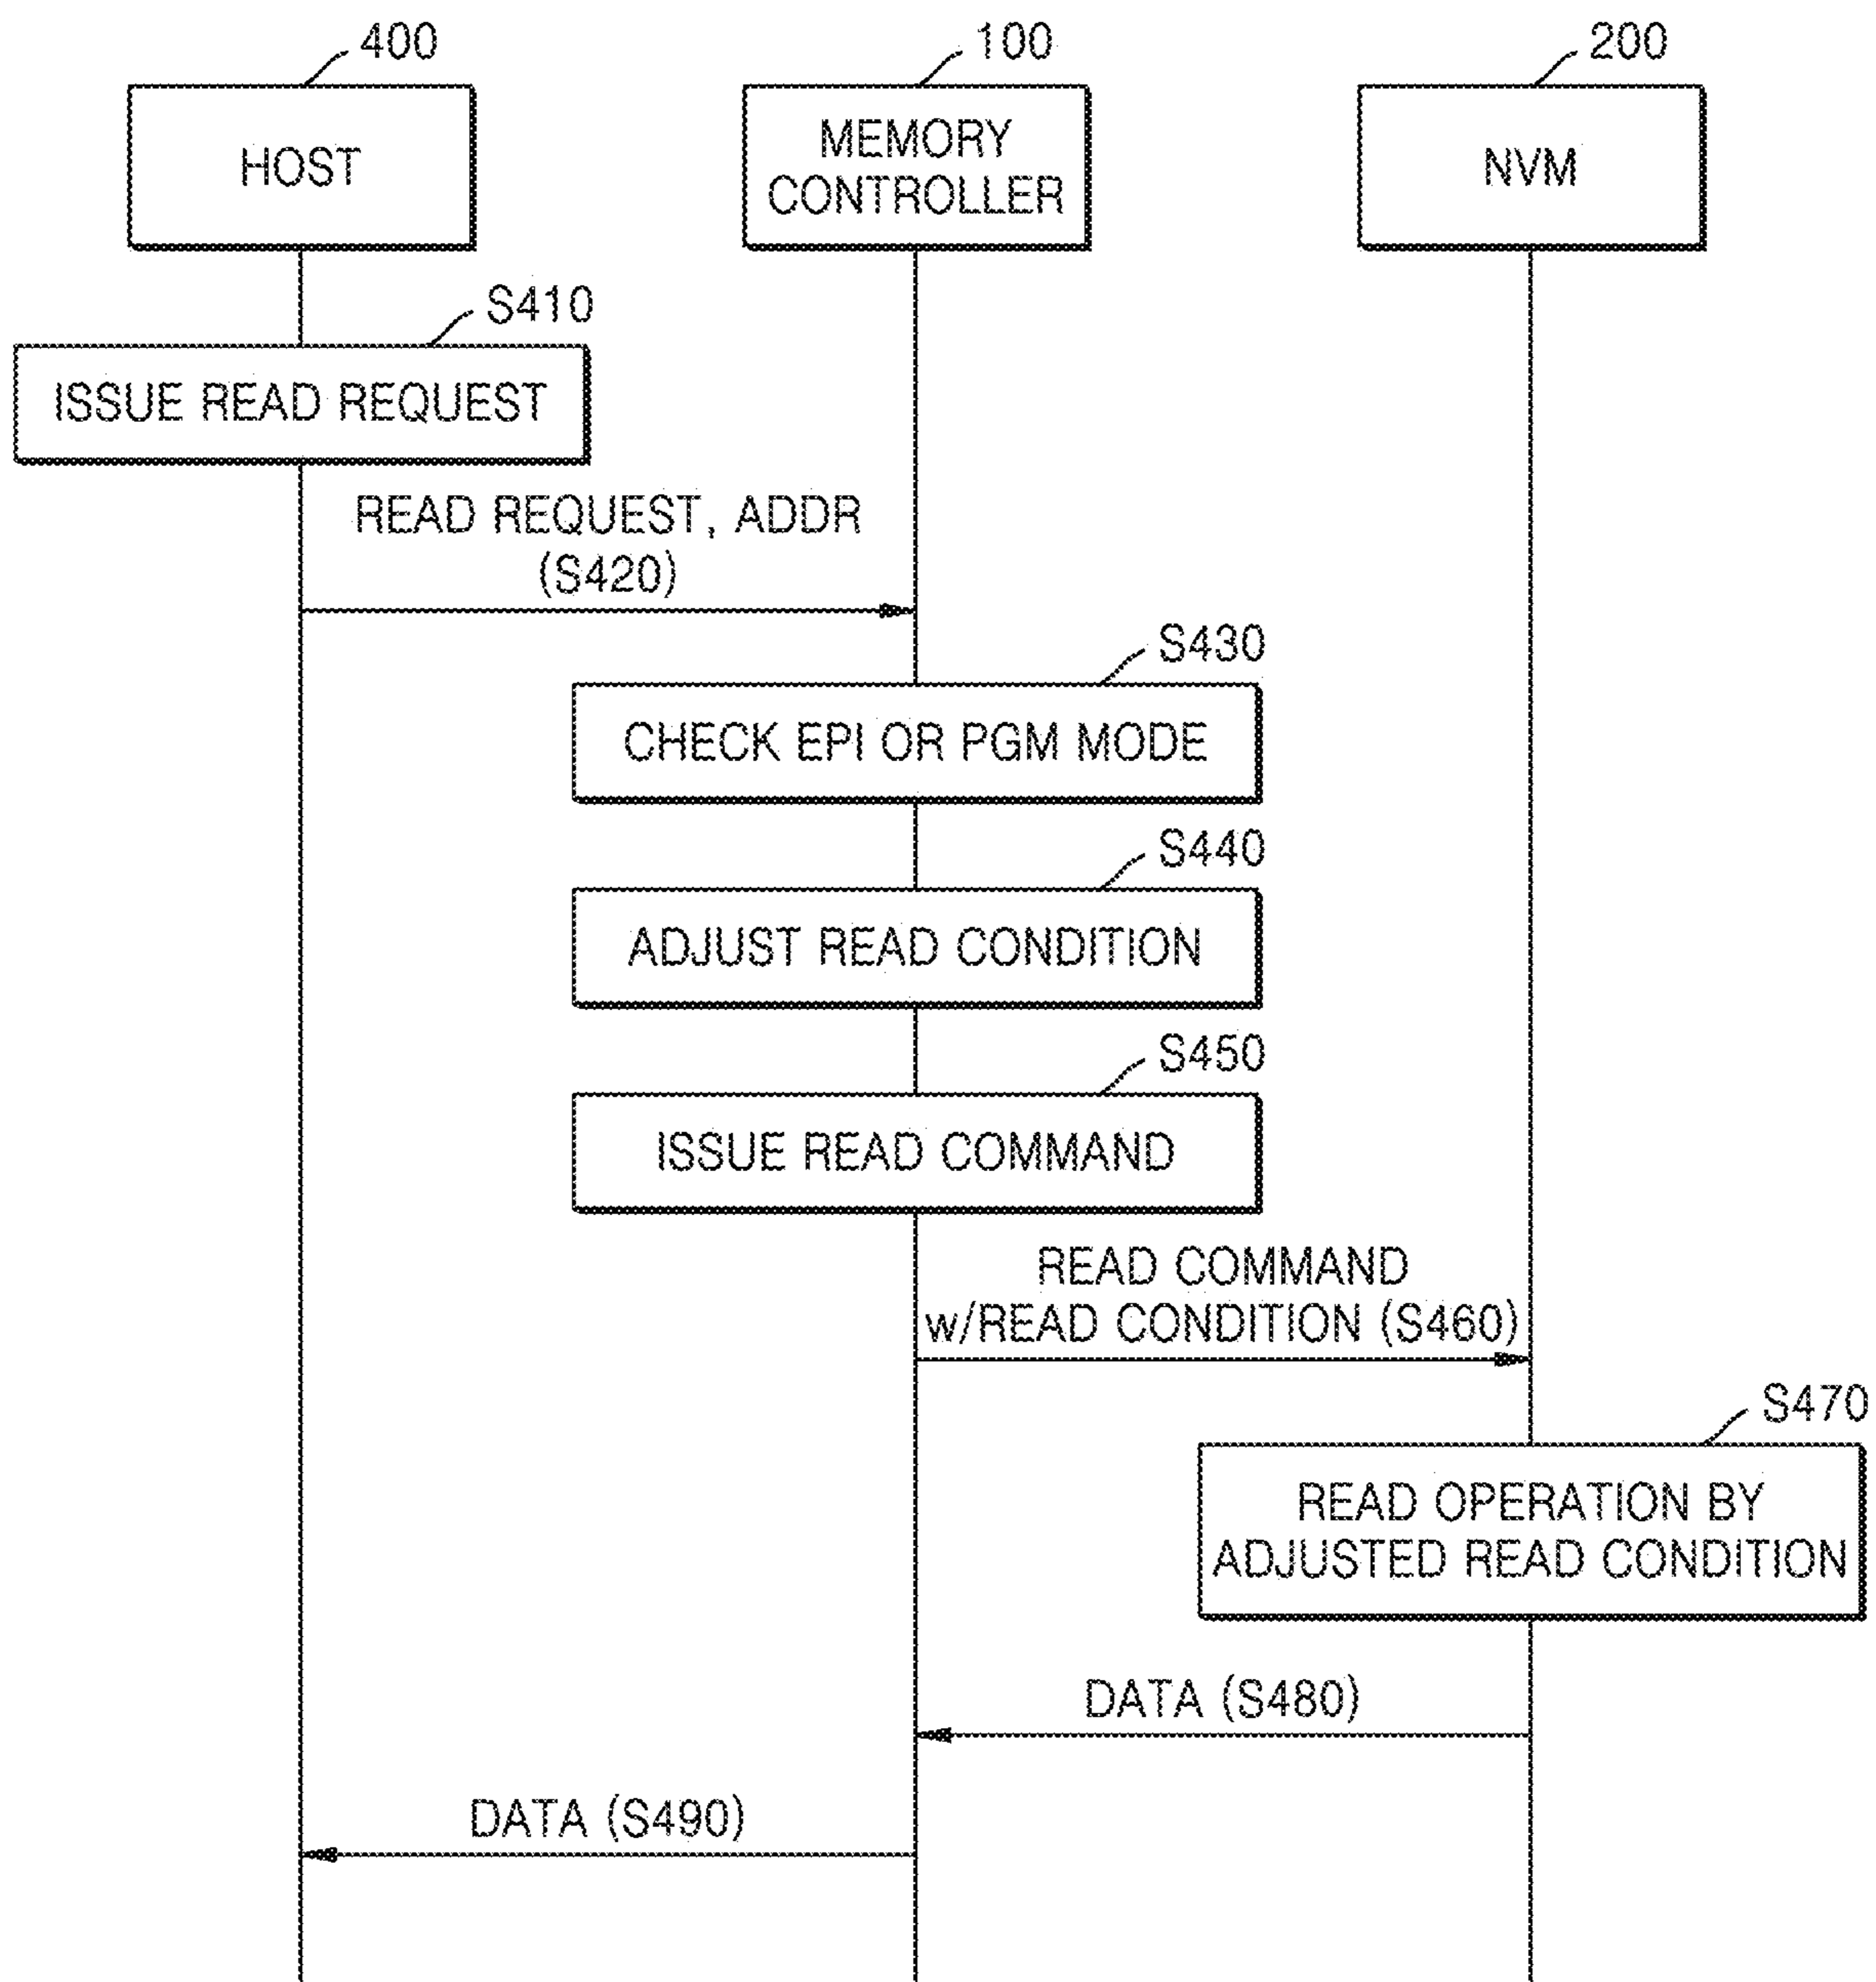 400
100
200
HOST
MEMORY
CONTROLLER
NVM
S410
ISSUE READ REQUEST
READ REQUEST, ADDR
(S420)
S430
CHECK EPI OR PGM MODE
S440
ADJUST READ CONDITION
S450
ISSUE READ COMMAND
READ COMMAND
w/READ CONDITION (S460)
S470
READ OPERATION BY
ADJUSTED READ CONDITION
DATA (S480)
DATA (S490)